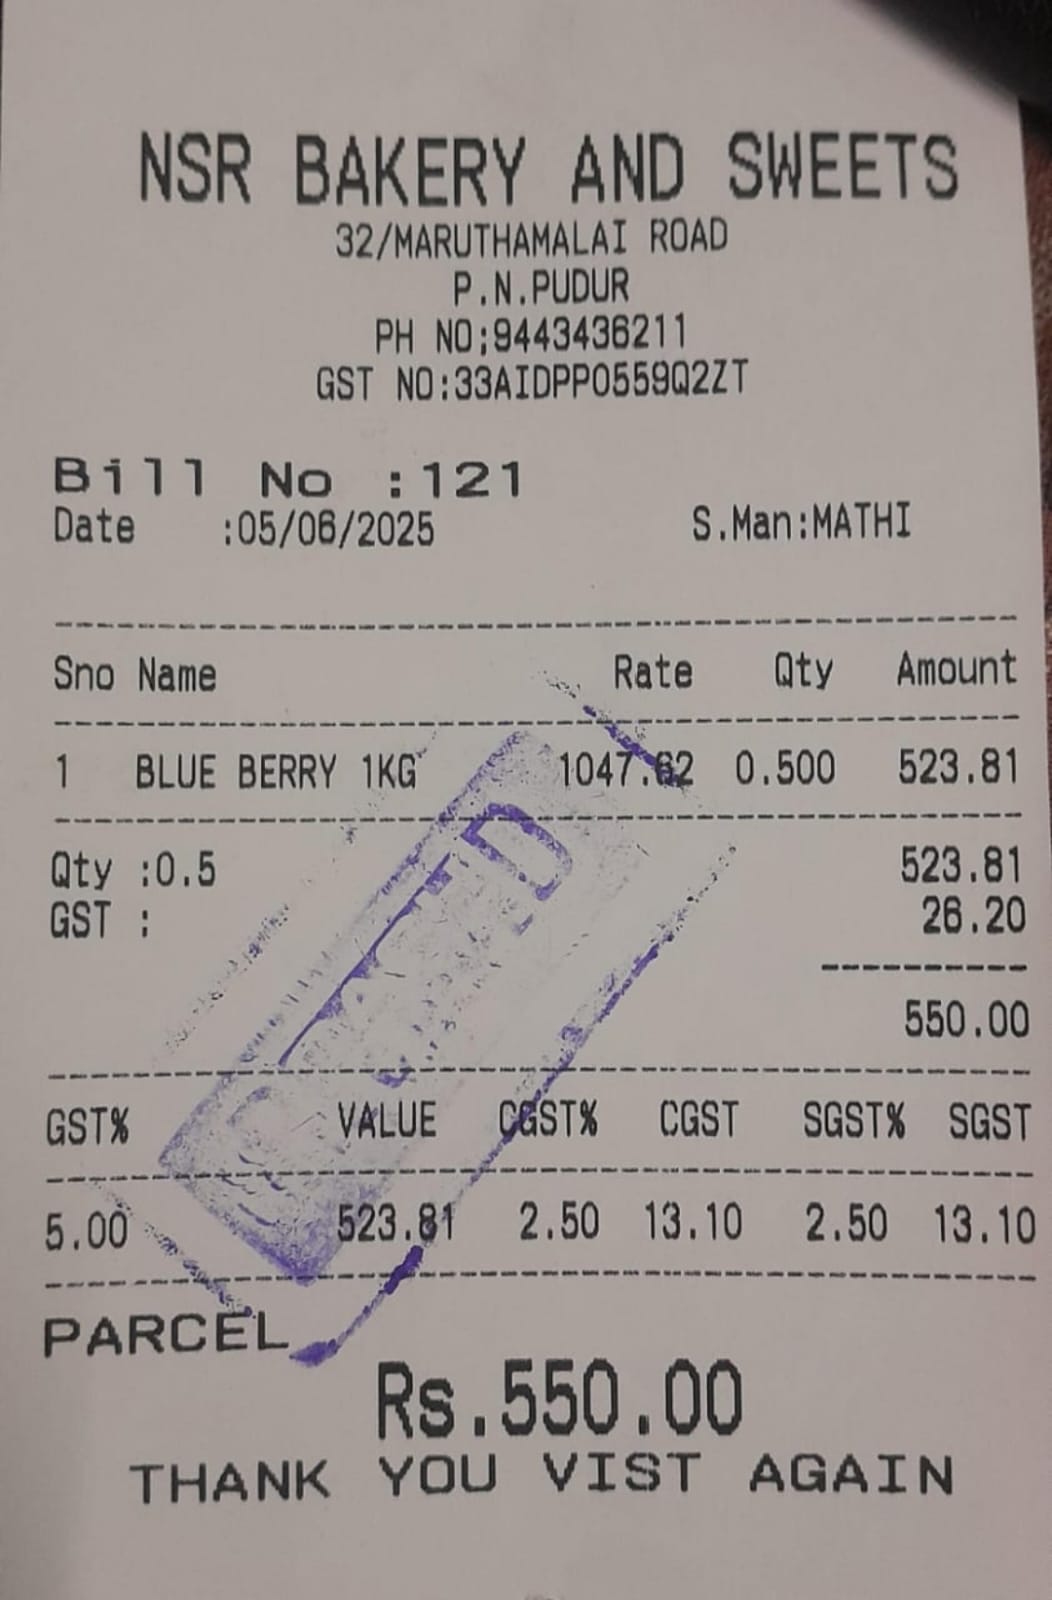 NSR BAKERY AND SWEETS
32/MARUTHAMALAI ROAD
P.N.PUDUR
PH NO;9443436211
GST NO:33AIDPP0559Q2ZT
Bill No :121
Date :05/06/2025 S.Man:MATHI
Sno Name Rate Qty Amount
1 BLUE BERRY 1KG 1047.62 0.500 523.81
Qty :0.5 523.81
GST : 26.20
550.00
GST% VALUE CGST% CGST SGST% SGST
5.00 523.81 2.50 13.10 2.50 13.10
PARCEL
Rs.550.00
THANK YOU VIST AGAIN